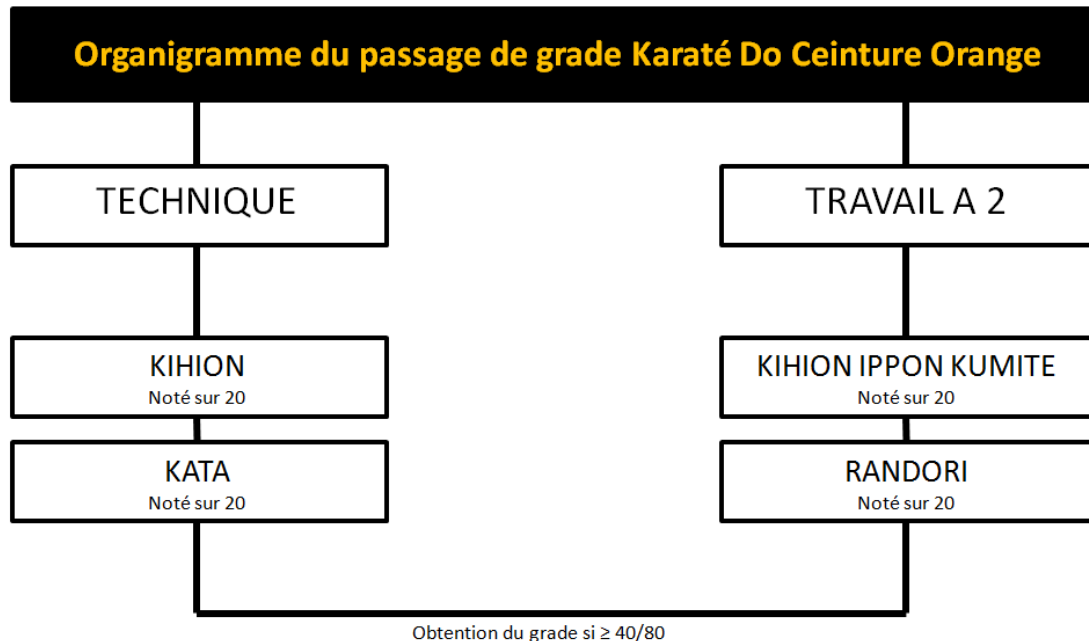 Organigramme du passage de grade Karaté Do Ceinture Orange
TECHNIQUE
TRAVAIL A 2
KIHION
Noté sur 20
KIHION IPPON KUMITE
Noté sur 20
KATA
Noté sur 20
RANDORI
Noté sur 20
Obtention du grade si ≥ 40/80